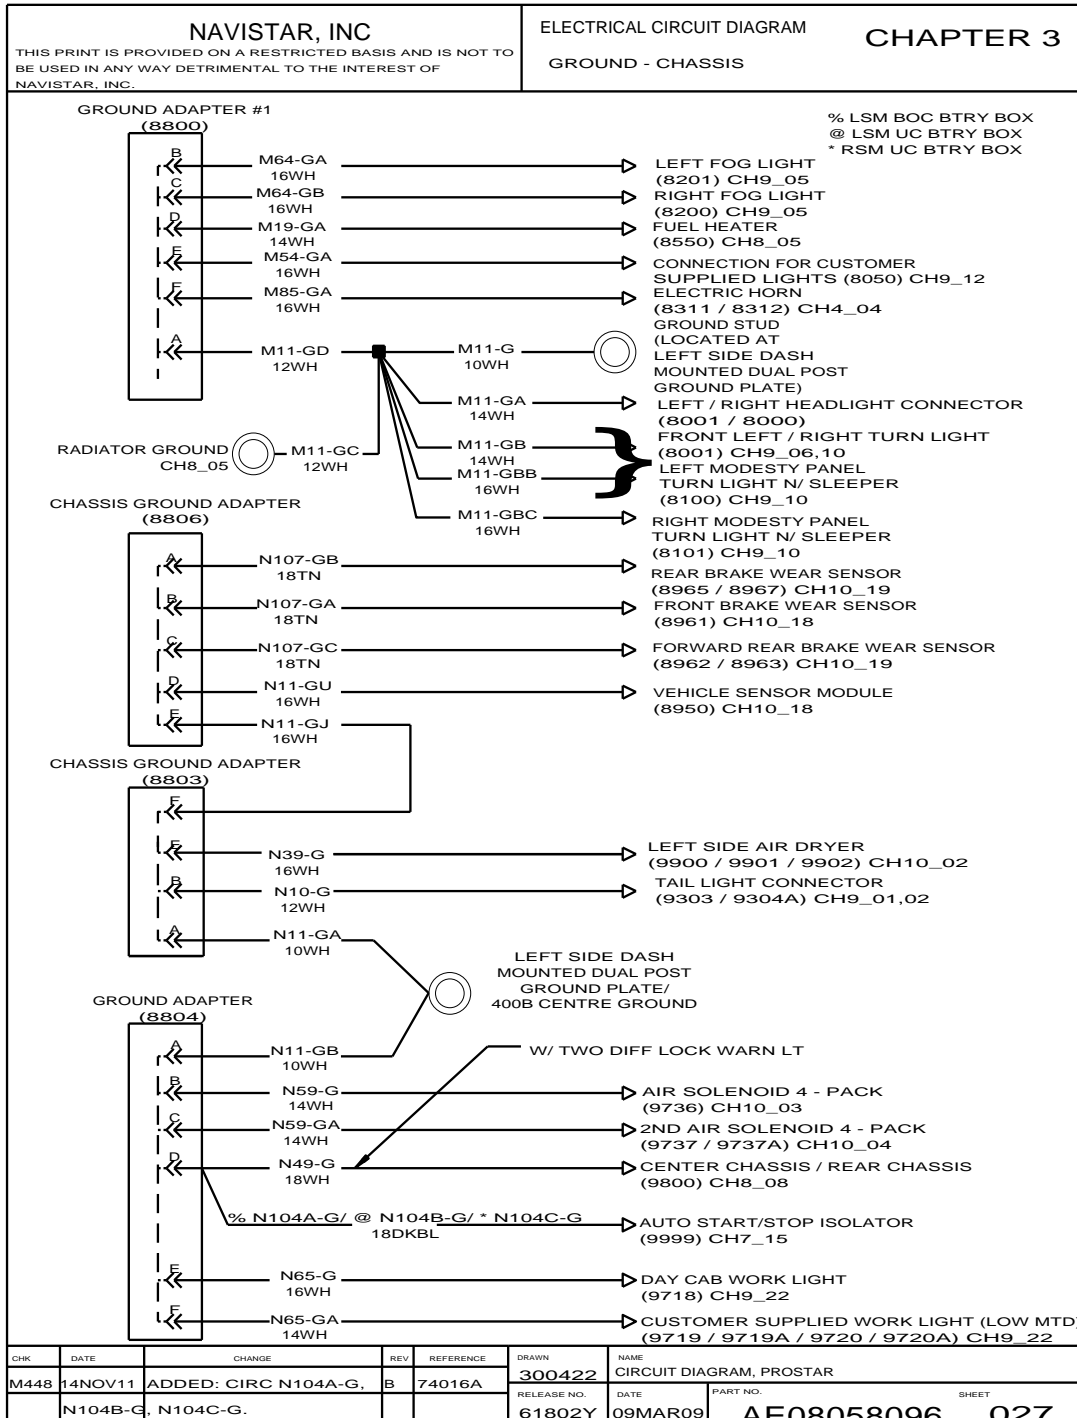 NAVISTAR, INC
THIS PRINT IS PROVIDED ON A RESTRICTED BASIS AND IS NOT TO
BE USED IN ANY WAY DETRIMENTAL TO THE INTEREST OF
NAVISTAR, INC.
ELECTRICAL CIRCUIT DIAGRAM
GROUND - CHASSIS
CHAPTER 3
% LSM BOC BTRY BOX
@ LSM UC BTRY BOX
* RSM UC BTRY BOX
GROUND ADAPTER #1
(8800)
B
M64-GA
16WH
LEFT FOG LIGHT
(8201) CH9_05
C
M64-GB
16WH
RIGHT FOG LIGHT
(8200) CH9_05
D
M19-GA
14WH
FUEL HEATER
(8550) CH8_05
E
M54-GA
16WH
CONNECTION FOR CUSTOMER
SUPPLIED LIGHTS (8050) CH9_12
F
M85-GA
16WH
ELECTRIC HORN
(8311 / 8312) CH4_04
A
M11-GD
12WH
M11-G
10WH
GROUND STUD
(LOCATED AT
LEFT SIDE DASH
MOUNTED DUAL POST
GROUND PLATE)
M11-GA
14WH
LEFT / RIGHT HEADLIGHT CONNECTOR
(8001 / 8000)
RADIATOR GROUND
CH8_05
M11-GC
12WH
M11-GB
14WH
FRONT LEFT / RIGHT TURN LIGHT
(8001) CH9_06,10
M11-GBB
16WH
LEFT MODESTY PANEL
TURN LIGHT N/ SLEEPER
(8100) CH9_10
M11-GBC
16WH
RIGHT MODESTY PANEL
TURN LIGHT N/ SLEEPER
(8101) CH9_10
CHASSIS GROUND ADAPTER
(8806)
A
N107-GB
18TN
REAR BRAKE WEAR SENSOR
(8965 / 8967) CH10_19
B
N107-GA
18TN
FRONT BRAKE WEAR SENSOR
(8961) CH10_18
C
N107-GC
18TN
FORWARD REAR BRAKE WEAR SENSOR
(8962 / 8963) CH10_19
D
N11-GU
16WH
VEHICLE SENSOR MODULE
(8950) CH10_18
E
N11-GJ
16WH
CHASSIS GROUND ADAPTER
(8803)
F
E
N39-G
16WH
LEFT SIDE AIR DRYER
(9900 / 9901 / 9902) CH10_02
B
N10-G
12WH
TAIL LIGHT CONNECTOR
(9303 / 9304A) CH9_01,02
A
N11-GA
10WH
LEFT SIDE DASH
MOUNTED DUAL POST
GROUND PLATE/
400B CENTRE GROUND
GROUND ADAPTER
(8804)
A
N11-GB
10WH
W/ TWO DIFF LOCK WARN LT
B
N59-G
14WH
AIR SOLENOID 4 - PACK
(9736) CH10_03
C
N59-GA
14WH
2ND AIR SOLENOID 4 - PACK
(9737 / 9737A) CH10_04
D
N49-G
18WH
CENTER CHASSIS / REAR CHASSIS
(9800) CH8_08
% N104A-G/ @ N104B-G/ * N104C-G
18DKBL
AUTO START/STOP ISOLATOR
(9999) CH7_15
E
N65-G
16WH
DAY CAB WORK LIGHT
(9718) CH9_22
F
N65-GA
14WH
CUSTOMER SUPPLIED WORK LIGHT (LOW MTD)
(9719 / 9719A / 9720 / 9720A) CH9_22
CHK DATE CHANGE REV REFERENCE
M448 14NOV11 ADDED: CIRC N104A-G, B 74016A
N104B-G, N104C-G.
DRAWN
300422
NAME
CIRCUIT DIAGRAM, PROSTAR
RELEASE NO.
61802Y
DATE
09MAR09
PART NO.
AE08058096
SHEET
027